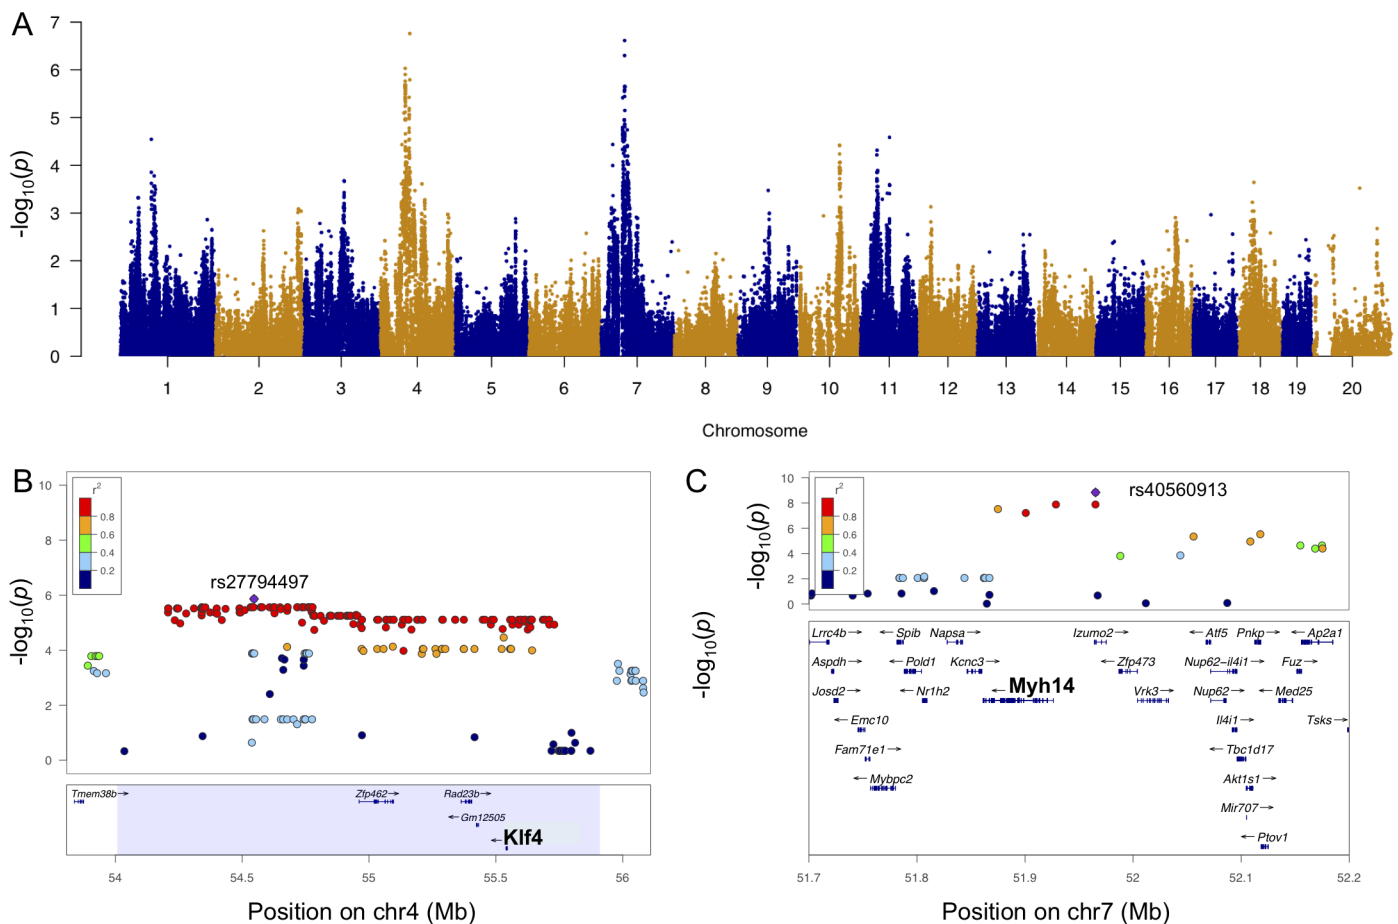 A
7
6
5
4
3
2
1
0
-log10(p)
1 2 3 4 5 6 7 8 9 10 11 12 13 14 15 16 17 18 19 20
Chromosome
B
10
8
6
4
2
0
-log10(p)
r2
0.8
0.6
0.4
0.2
rs27794497
Tmem38b→ Zfp462→ Rad23b→
←Gm12505
←Klf4
54 54.5 55 55.5 56
Position on chr4 (Mb)
C
10
8
6
4
2
0
-log10(p)
-log10(p)
r2
0.8
0.6
0.4
0.2
rs40560913
Lrrc4b→ ←Spib Napsa→ Izumo2→ ←Atf5 Pnkp→ ←Ap2a1
Aspdh→ ←Pold1 Kcnc3→ ←Zfp473 Nup62-il4i1→ Fuz→
Josd2→ ←Nr1h2 ←Myh14 Vrk3→ Nup62→ ←Med25
←Emc10 Il4i1→ Tsks→
Fam71e1→ ←Tbc1d17
←Mybpc2 Akt1s1→
Mir707→
←Ptov1
51.7 51.8 51.9 52 52.1 52.2
Position on chr7 (Mb)